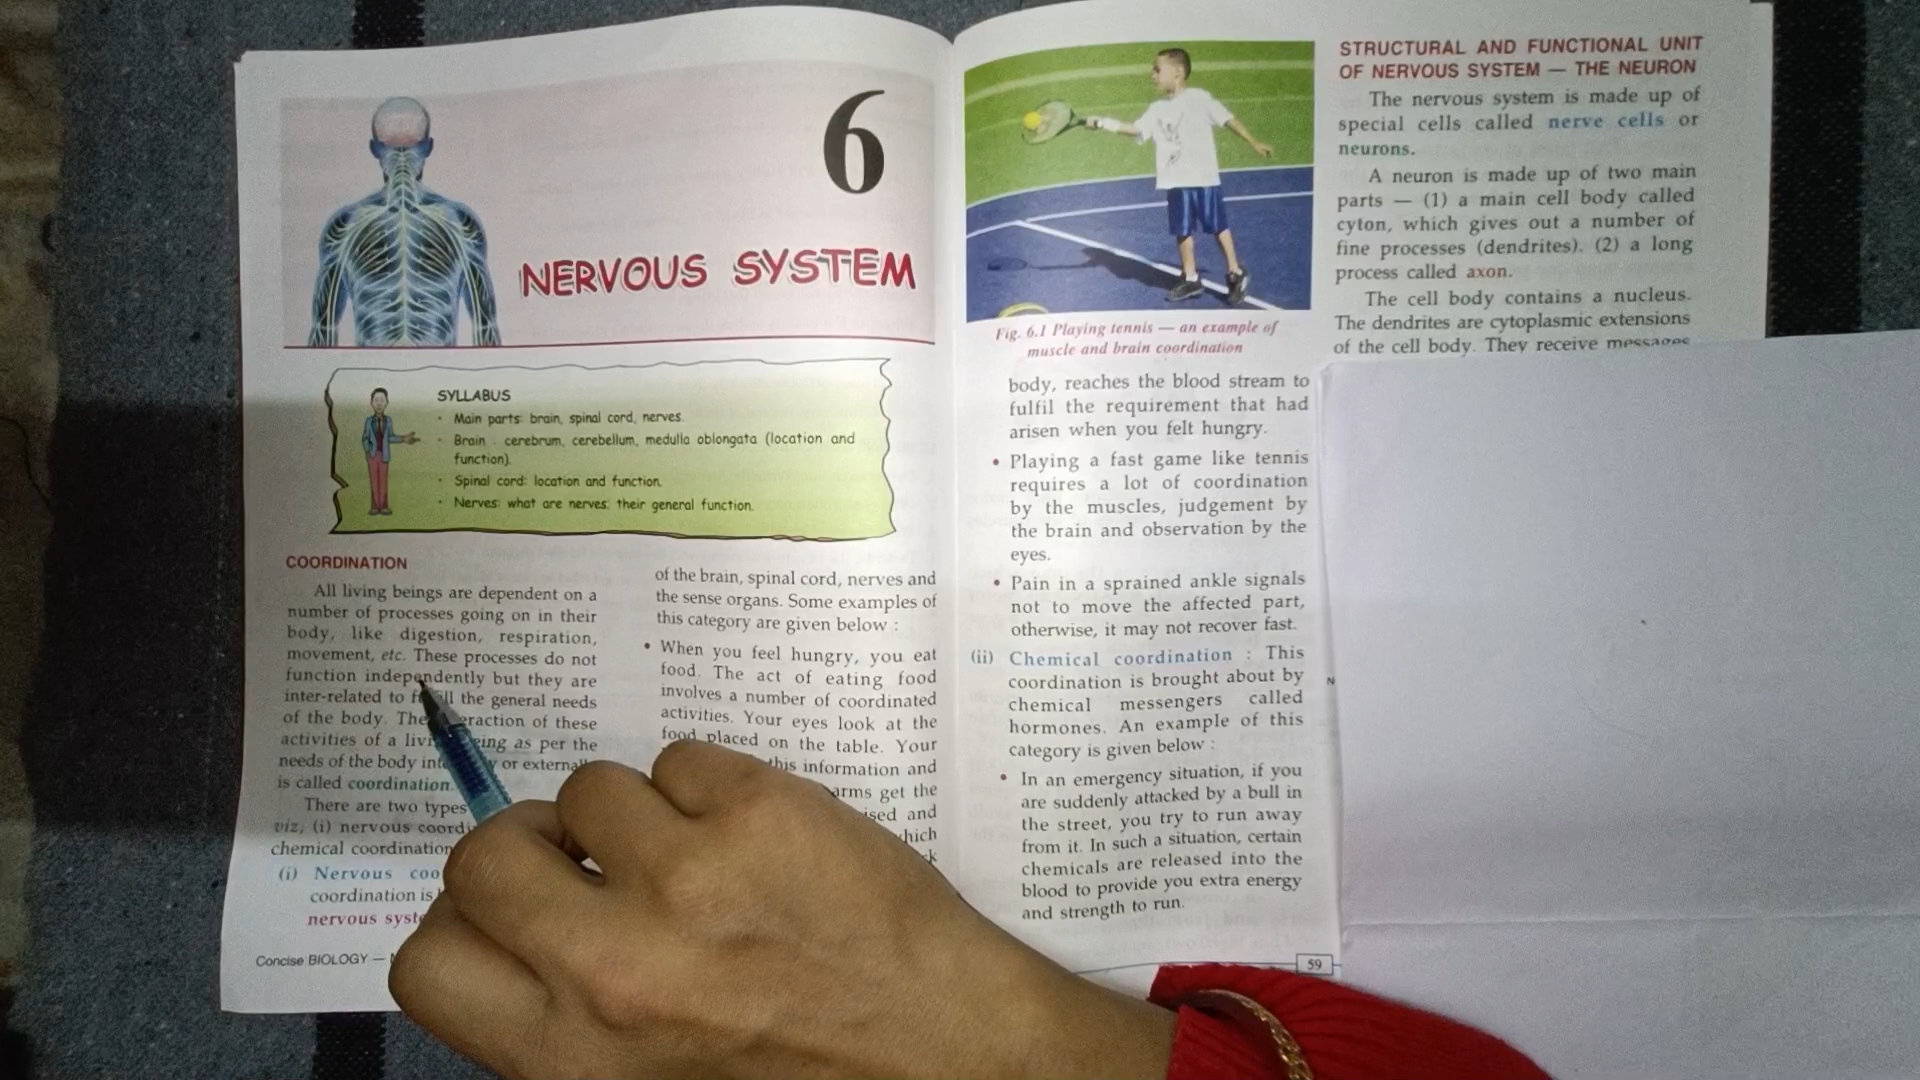 6
NERVOUS SYSTEM
SYLLABUS
• Main parts: brain, spinal cord, nerves.
• Brain : cerebrum, cerebellum, medulla oblongata (location and
function).
• Spinal cord: location and function.
• Nerves: what are nerves; their general function.
COORDINATION
All living beings are dependent on a
number of processes going on in their
body, like digestion, respiration,
movement, etc. These processes do not
function independently but they are
inter-related to the general needs
of the body. The of these
activities of a as per the
needs of the body or
is called coordination.
There are two types
viz, (i) nervous
chemical coordination
(i) Nervous
coordination is
nervous
Concise BIOLOGY —
of the brain, spinal cord, nerves and
the sense organs. Some examples of
this category are given below :
• When you feel hungry, you eat
food. The act of eating food
involves a number of coordinated
activities. Your eyes look at the
food placed on the table. Your
this information and
arms get the
and
Fig. 6.1 Playing tennis — an example of
muscle and brain coordination
body, reaches the blood stream to
fulfil the requirement that had
arisen when you felt hungry.
• Playing a fast game like tennis
requires a lot of coordination
by the muscles, judgement by
the brain and observation by the
eyes.
• Pain in a sprained ankle signals
not to move the affected part,
otherwise, it may not recover fast.
(ii) Chemical coordination : This
coordination is brought about by
chemical messengers called
hormones. An example of this
category is given below :
• In an emergency situation, if you
are suddenly attacked by a bull in
the street, you try to run away
from it. In such a situation, certain
chemicals are released into the
blood to provide you extra energy
and strength to run.
59
STRUCTURAL AND FUNCTIONAL UNIT
OF NERVOUS SYSTEM — THE NEURON
The nervous system is made up of
special cells called nerve cells or
neurons.
A neuron is made up of two main
parts — (1) a main cell body called
cyton, which gives out a number of
fine processes (dendrites). (2) a long
process called axon.
The cell body contains a nucleus.
The dendrites are cytoplasmic extensions
of the cell body. They receive messages
N